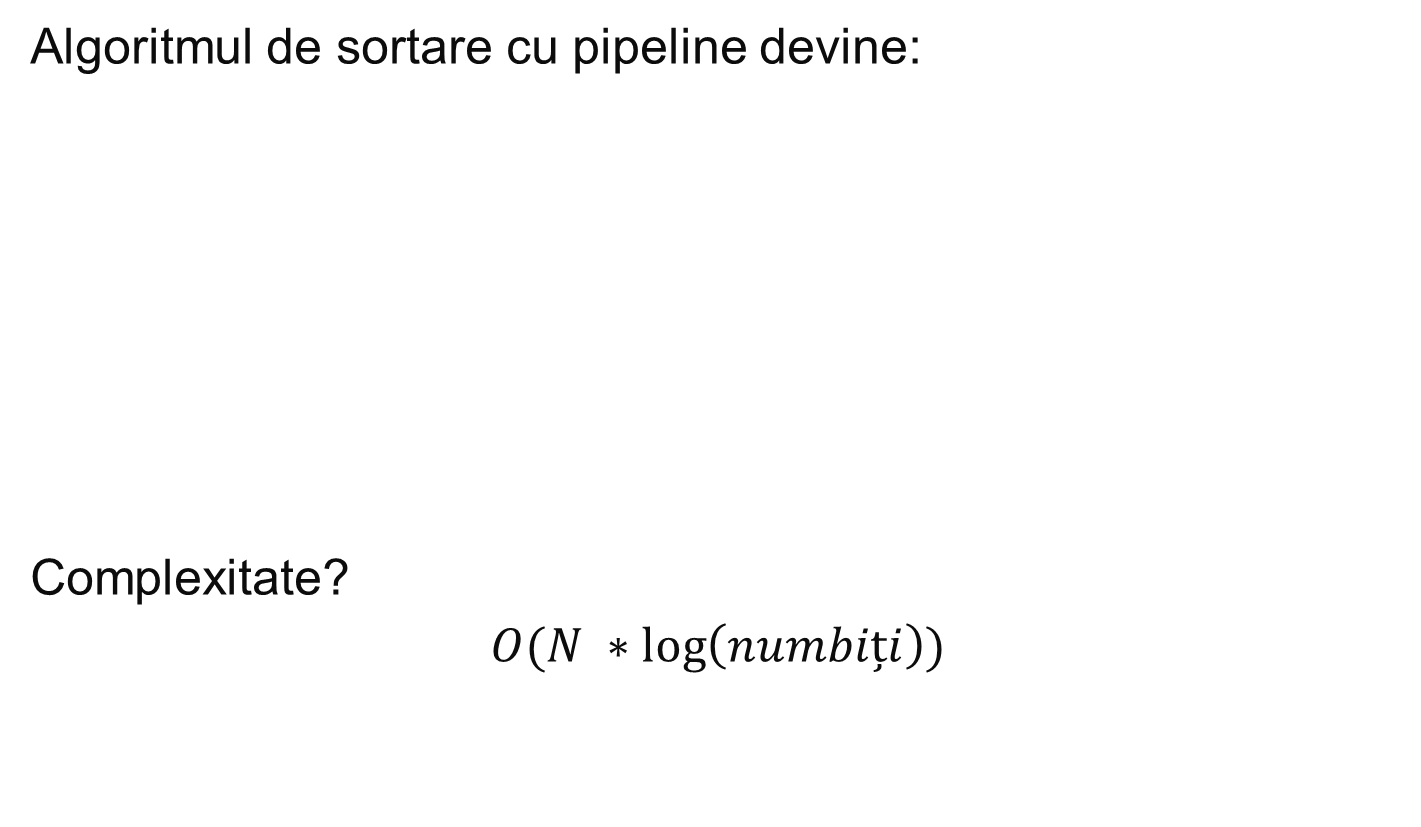 Algoritmul de sortare cu pipeline devine:
Complexitate?
O(N ∗ log(numbiți))